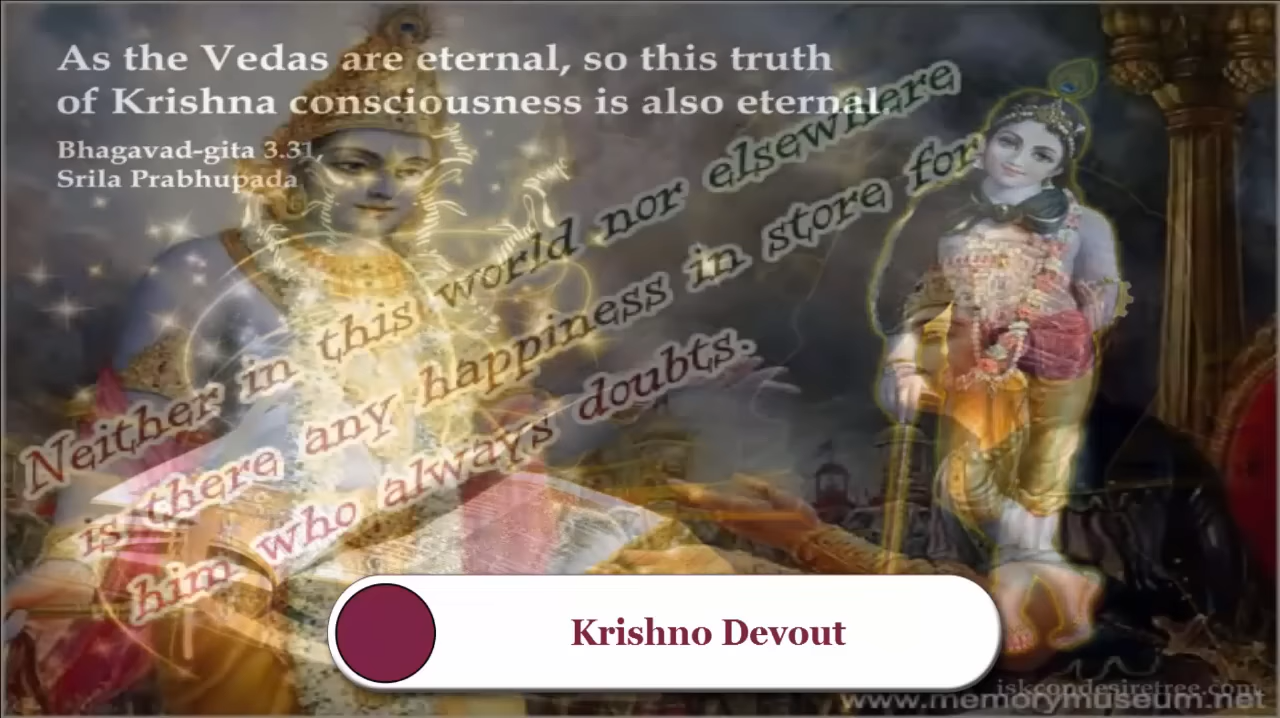 As the Vedas are eternal, so this truth
of Krishna consciousness is also eternal.
Bhagavad-gita 3.31,
Srila Prabhupada
Neither in this world nor elsewhere
is there any happiness in store for
him who always doubts.
Krishno Devout
iskcondesiretree.com
www.memorymuseum.net